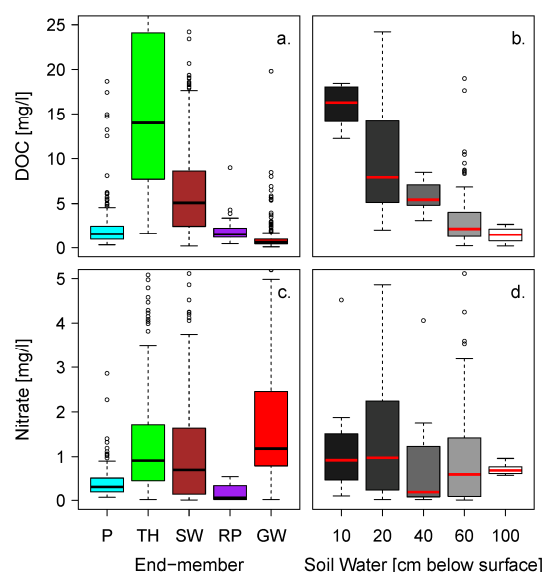 a.
b.
DOC [mg/l]
25
20
15
10
5
0
c.
d.
Nitrate [mg/l]
5
4
3
2
1
0
P TH SW RP GW
10 20 40 60 100
End−member
Soil Water [cm below surface]